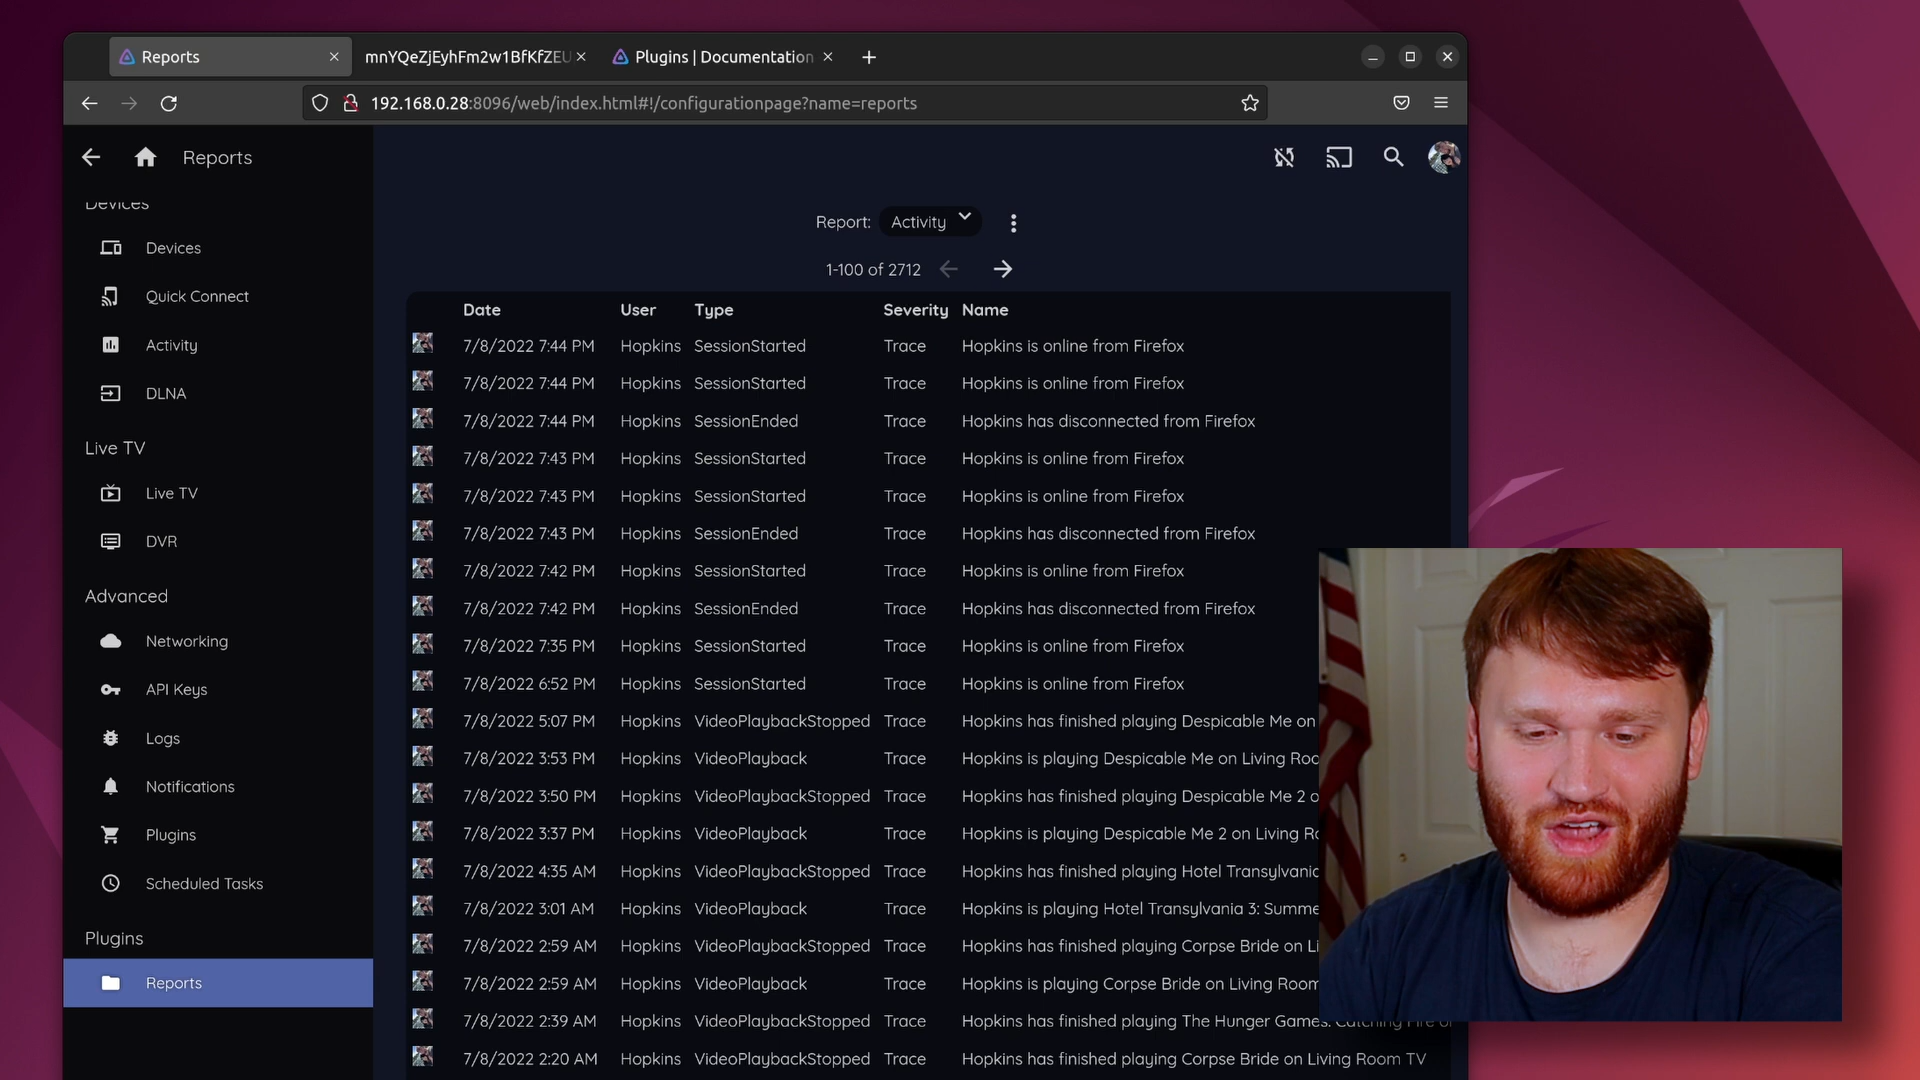 Reports
mnYQeZjEyhFm2w1BfKfZEU
Plugins | Documentation
192.168.0.28:8096/web/index.html#!/configurationpage?name=reports
Reports
Devices
Devices
Quick Connect
Activity
DLNA
Live TV
Live TV
DVR
Advanced
Networking
API Keys
Logs
Notifications
Plugins
Scheduled Tasks
Plugins
Reports
Report: Activity
1-100 of 2712
Date User Type Severity Name
7/8/2022 7:44 PM Hopkins SessionStarted Trace Hopkins is online from Firefox
7/8/2022 7:44 PM Hopkins SessionStarted Trace Hopkins is online from Firefox
7/8/2022 7:44 PM Hopkins SessionEnded Trace Hopkins has disconnected from Firefox
7/8/2022 7:43 PM Hopkins SessionStarted Trace Hopkins is online from Firefox
7/8/2022 7:43 PM Hopkins SessionStarted Trace Hopkins is online from Firefox
7/8/2022 7:43 PM Hopkins SessionEnded Trace Hopkins has disconnected from Firefox
7/8/2022 7:42 PM Hopkins SessionStarted Trace Hopkins is online from Firefox
7/8/2022 7:42 PM Hopkins SessionEnded Trace Hopkins has disconnected from Firefox
7/8/2022 7:35 PM Hopkins SessionStarted Trace Hopkins is online from Firefox
7/8/2022 6:52 PM Hopkins SessionStarted Trace Hopkins is online from Firefox
7/8/2022 5:07 PM Hopkins VideoPlaybackStopped Trace Hopkins has finished playing Despicable Me on
7/8/2022 3:53 PM Hopkins VideoPlayback Trace Hopkins is playing Despicable Me on Living
7/8/2022 3:50 PM Hopkins VideoPlaybackStopped Trace Hopkins has finished playing Despicable Me 2
7/8/2022 3:37 PM Hopkins VideoPlayback Trace Hopkins is playing Despicable Me 2 on Living
7/8/2022 4:35 AM Hopkins VideoPlaybackStopped Trace Hopkins has finished playing Hotel
7/8/2022 3:01 AM Hopkins VideoPlayback Trace Hopkins is playing Hotel Transylvania 3:
7/8/2022 2:59 AM Hopkins VideoPlaybackStopped Trace Hopkins has finished playing Corpse Bride on
7/8/2022 2:59 AM Hopkins VideoPlayback Trace Hopkins is playing Corpse Bride on Living Room
7/8/2022 2:39 AM Hopkins VideoPlaybackStopped Trace Hopkins has finished playing The Hunger Games: Catching Fire
7/8/2022 2:20 AM Hopkins VideoPlaybackStopped Trace Hopkins has finished playing Corpse Bride on Living Room TV